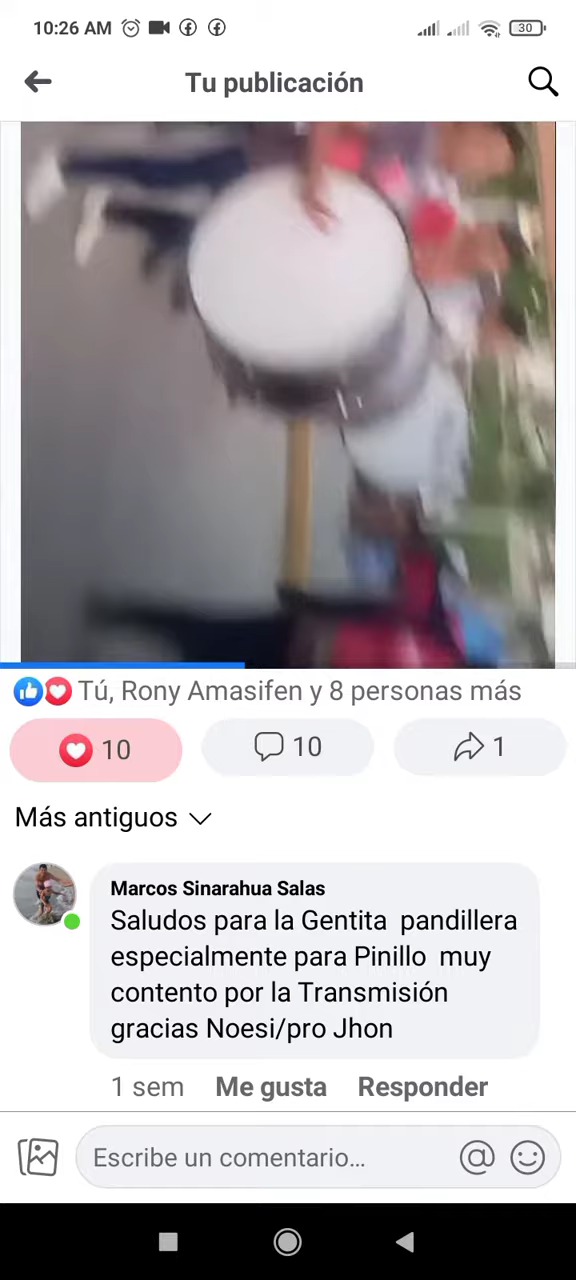 10:26 AM 30
Tu publicación
Tú, Rony Amasifen y 8 personas más
10 10 1
Más antiguos
Marcos Sinarahua Salas
Saludos para la Gentita pandillera
especialmente para Pinillo muy
contento por la Transmisión
gracias Noesi/pro Jhon
1 sem Me gusta Responder
Escribe un comentario...